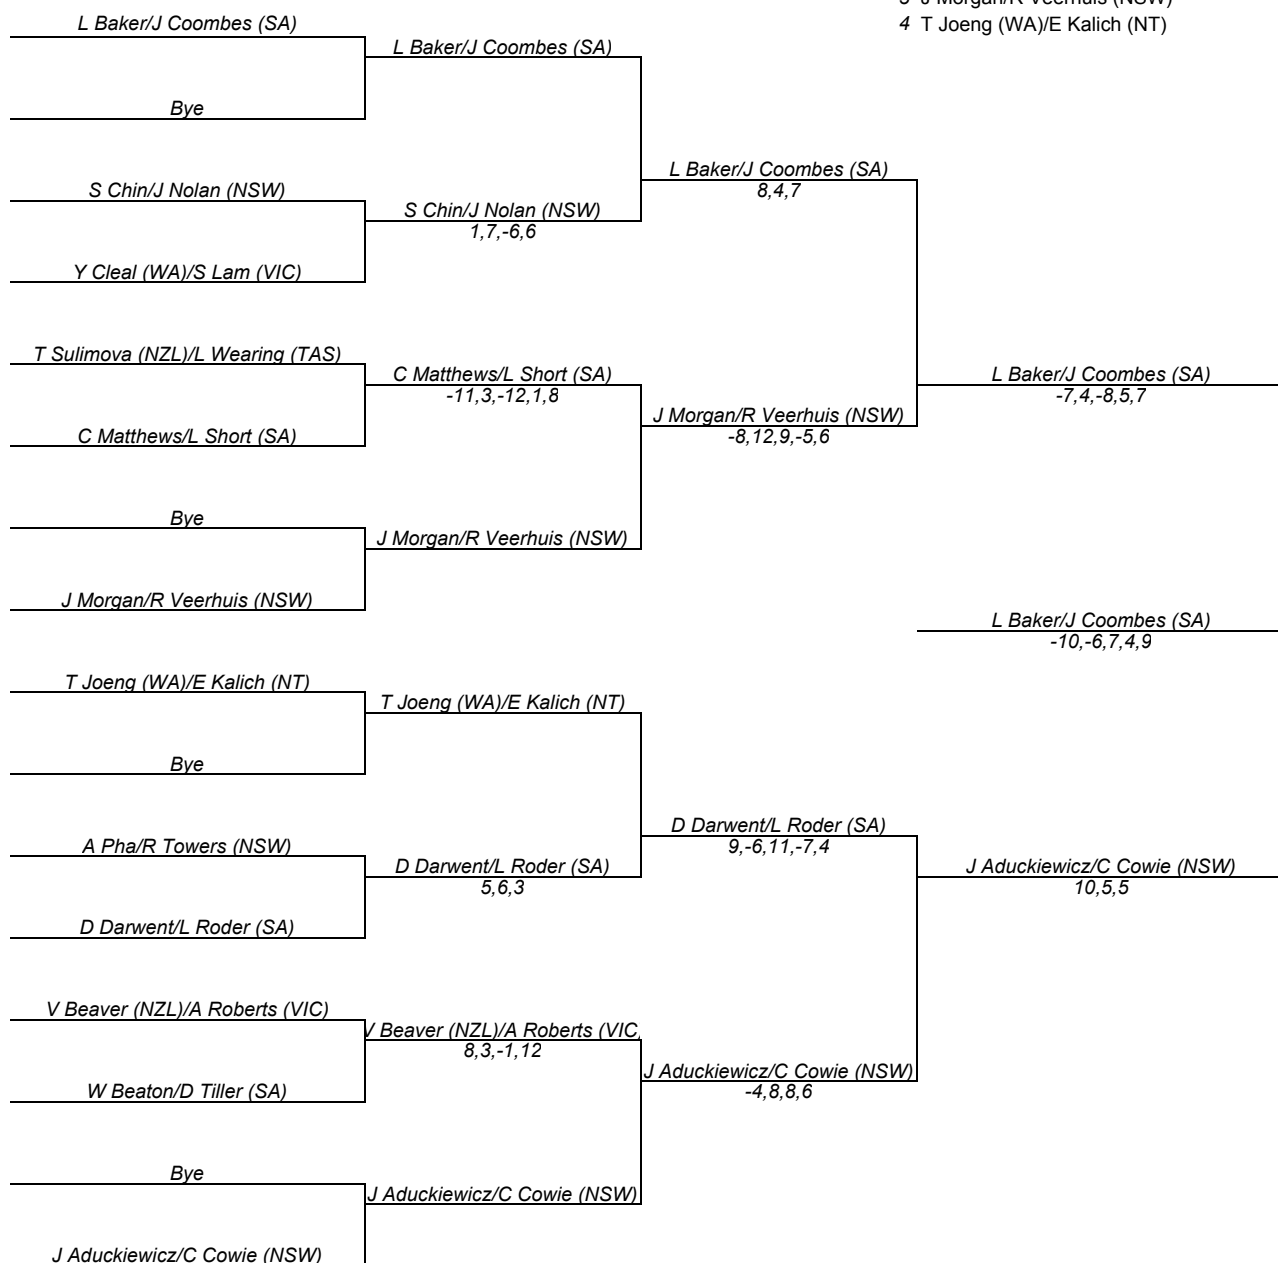 3 J Morgan/R Veerhuis (NSW)
4 T Joeng (WA)/E Kalich (NT)
L Baker/J Coombes (SA)
L Baker/J Coombes (SA)
Bye
L Baker/J Coombes (SA)
8,4,7
S Chin/J Nolan (NSW)
S Chin/J Nolan (NSW)
1,7,-6,6
Y Cleal (WA)/S Lam (VIC)
T Sulimova (NZL)/L Wearing (TAS)
C Matthews/L Short (SA)
-11,3,-12,1,8
L Baker/J Coombes (SA)
-7,4,-8,5,7
J Morgan/R Veerhuis (NSW)
-8,12,9,-5,6
C Matthews/L Short (SA)
Bye
J Morgan/R Veerhuis (NSW)
J Morgan/R Veerhuis (NSW)
L Baker/J Coombes (SA)
-10,-6,7,4,9
T Joeng (WA)/E Kalich (NT)
T Joeng (WA)/E Kalich (NT)
Bye
D Darwent/L Roder (SA)
9,-6,11,-7,4
A Pha/R Towers (NSW)
D Darwent/L Roder (SA)
5,6,3
J Aduckiewicz/C Cowie (NSW)
10,5,5
D Darwent/L Roder (SA)
V Beaver (NZL)/A Roberts (VIC)
V Beaver (NZL)/A Roberts (VIC
8,3,-1,12
J Aduckiewicz/C Cowie (NSW)
-4,8,8,6
W Beaton/D Tiller (SA)
Bye
J Aduckiewicz/C Cowie (NSW)
J Aduckiewicz/C Cowie (NSW)